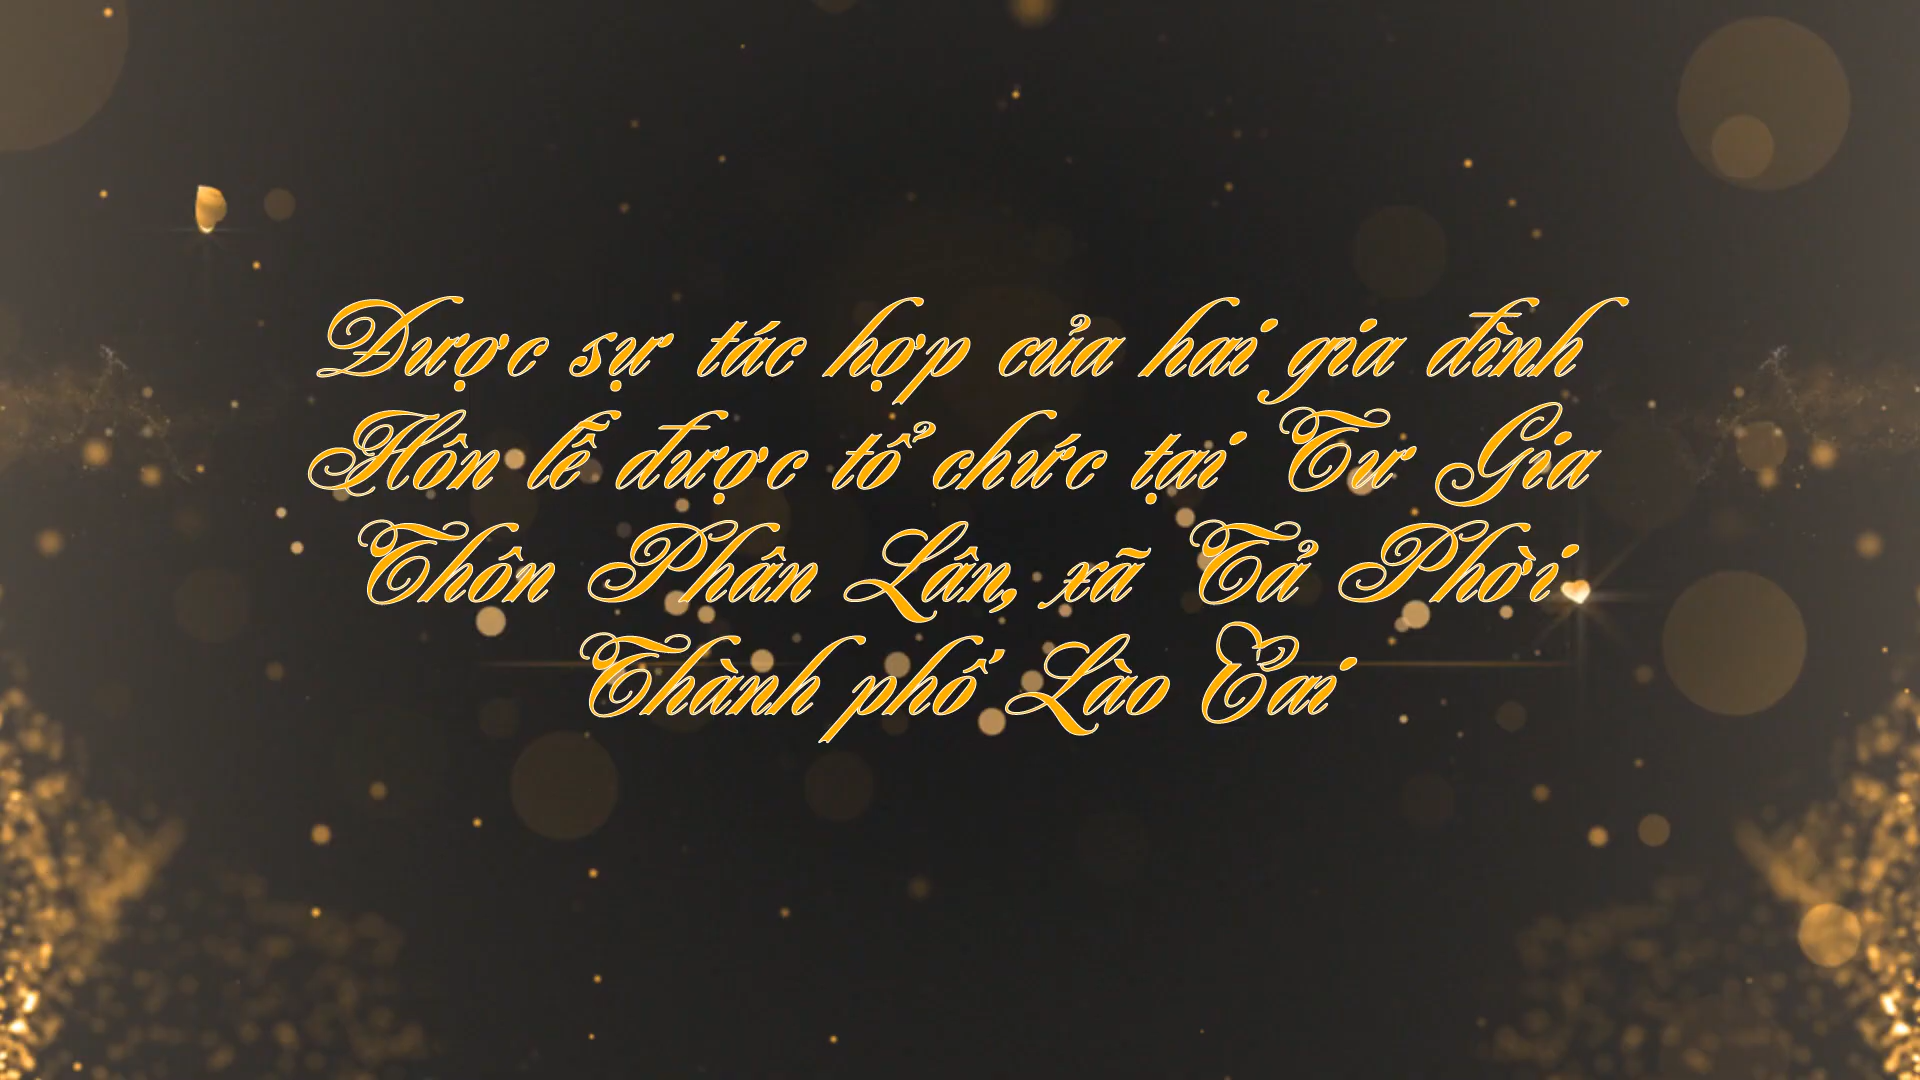 Được sự tác hợp của hai gia đình
Hôn lễ được tổ chức tại Tư Gia
Thôn Phân Lân, xã Tả Phời
Thành phố Lào Cai